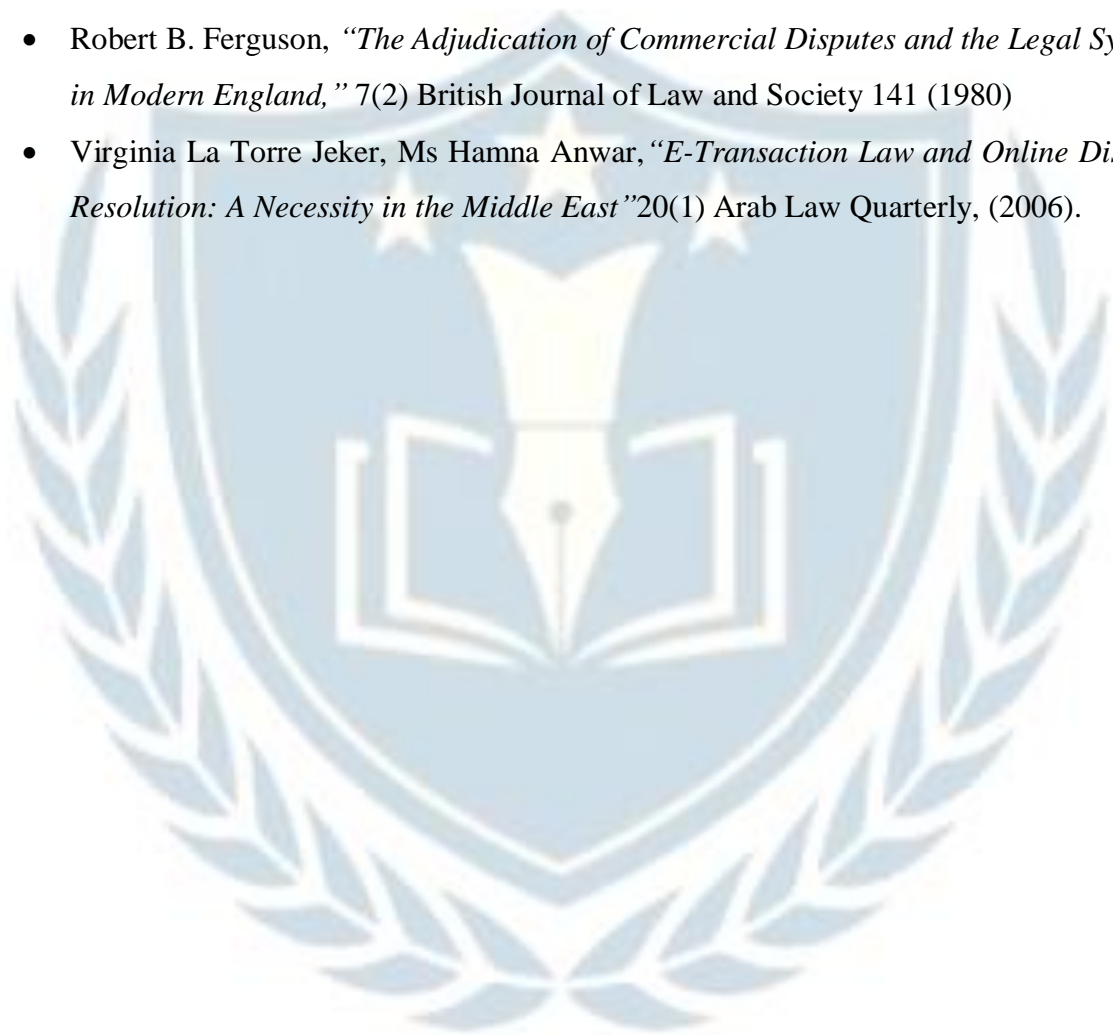 • Robert B. Ferguson, “The Adjudication of Commercial Disputes and the Legal
in Modern England,” 7(2) British Journal of Law and Society 141 (1980)
• Virginia La Torre Jeker, Ms Hamna Anwar,“E-Transaction Law and Online
Resolution: A Necessity in the Middle East”20(1) Arab Law Quarterly, (2006).